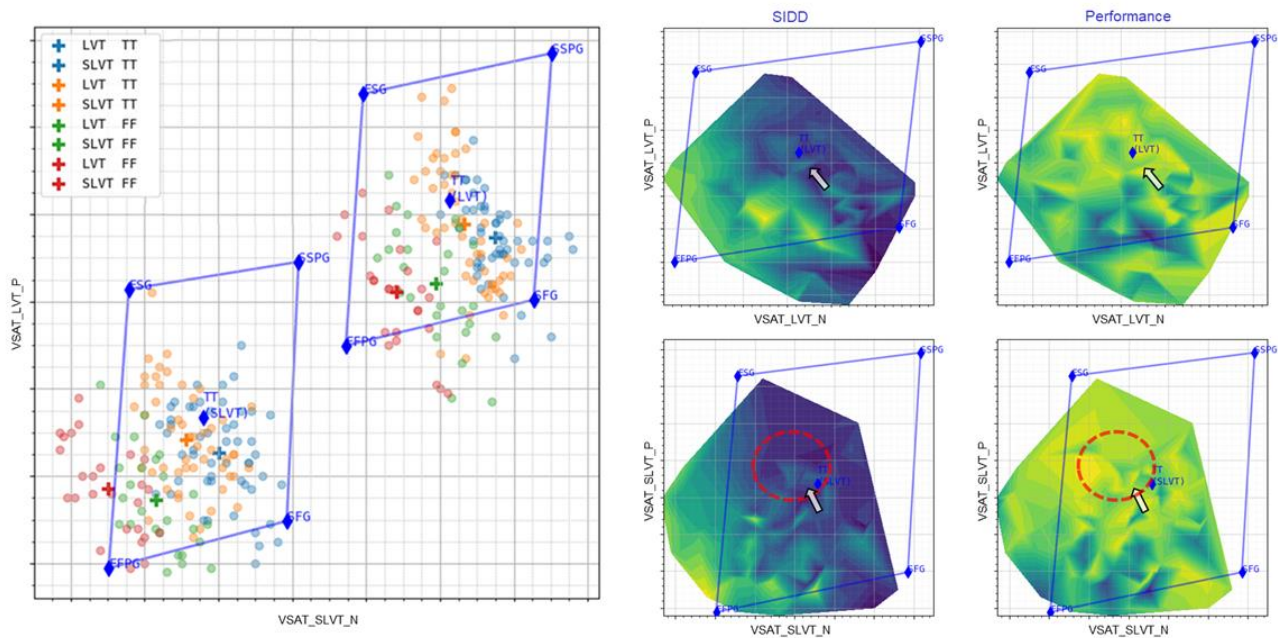 SIDD
Performance
LVT TT
SLVT TT
LVT TT
SLVT TT
LVT FF
SLVT FF
LVT FF
SLVT FF
SSPG
FSG
TT
(LVT)
SFG
FFPG
SSPG
FSG
TT
(SLVT)
SFG
FFPG
VSAT_LVT_P
VSAT_SLVT_N
SSPG
FSG
TT
(LVT)
SFG
FFPG
VSAT_LVT_P
VSAT_LVT_N
SSPG
FSG
TT
(LVT)
SFG
FFPG
VSAT_LVT_P
VSAT_LVT_N
SSPG
FSG
TT
(SLVT)
SFG
FFPG
VSAT_SLVT_P
VSAT_SLVT_N
SSPG
FSG
TT
(SLVT)
SFG
FFPG
VSAT_SLVT_P
VSAT_SLVT_N